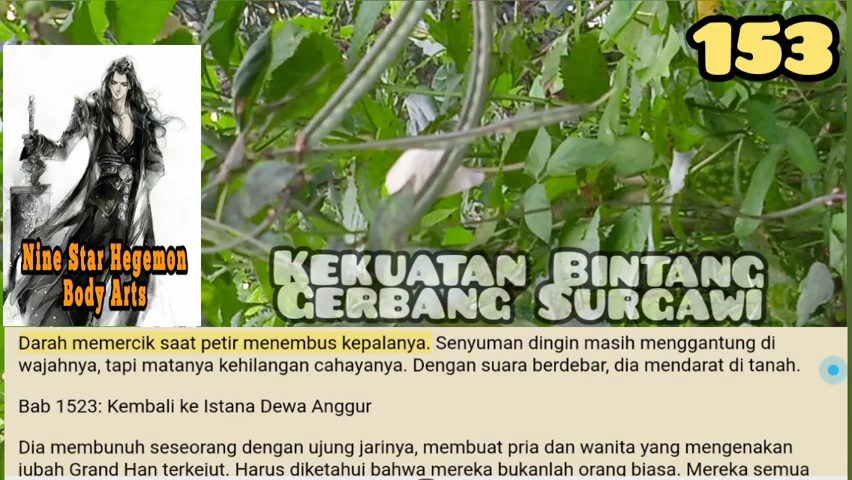 153
Nine Star Hegemon
Body Arts
KEKUATAN BINTANG
GERBANG SURGAWI
Darah memercik saat petir menembus kepalanya. Senyuman dingin masih menggantung di
wajahnya, tapi matanya kehilangan cahayanya. Dengan suara berdebar, dia mendarat di tanah.
Bab 1523: Kembali ke Istana Dewa Anggur
Dia membunuh seseorang dengan ujung jarinya, membuat pria dan wanita yang mengenakan
jubah Grand Han terkejut. Harus diketahui bahwa mereka bukanlah orang biasa. Mereka semua